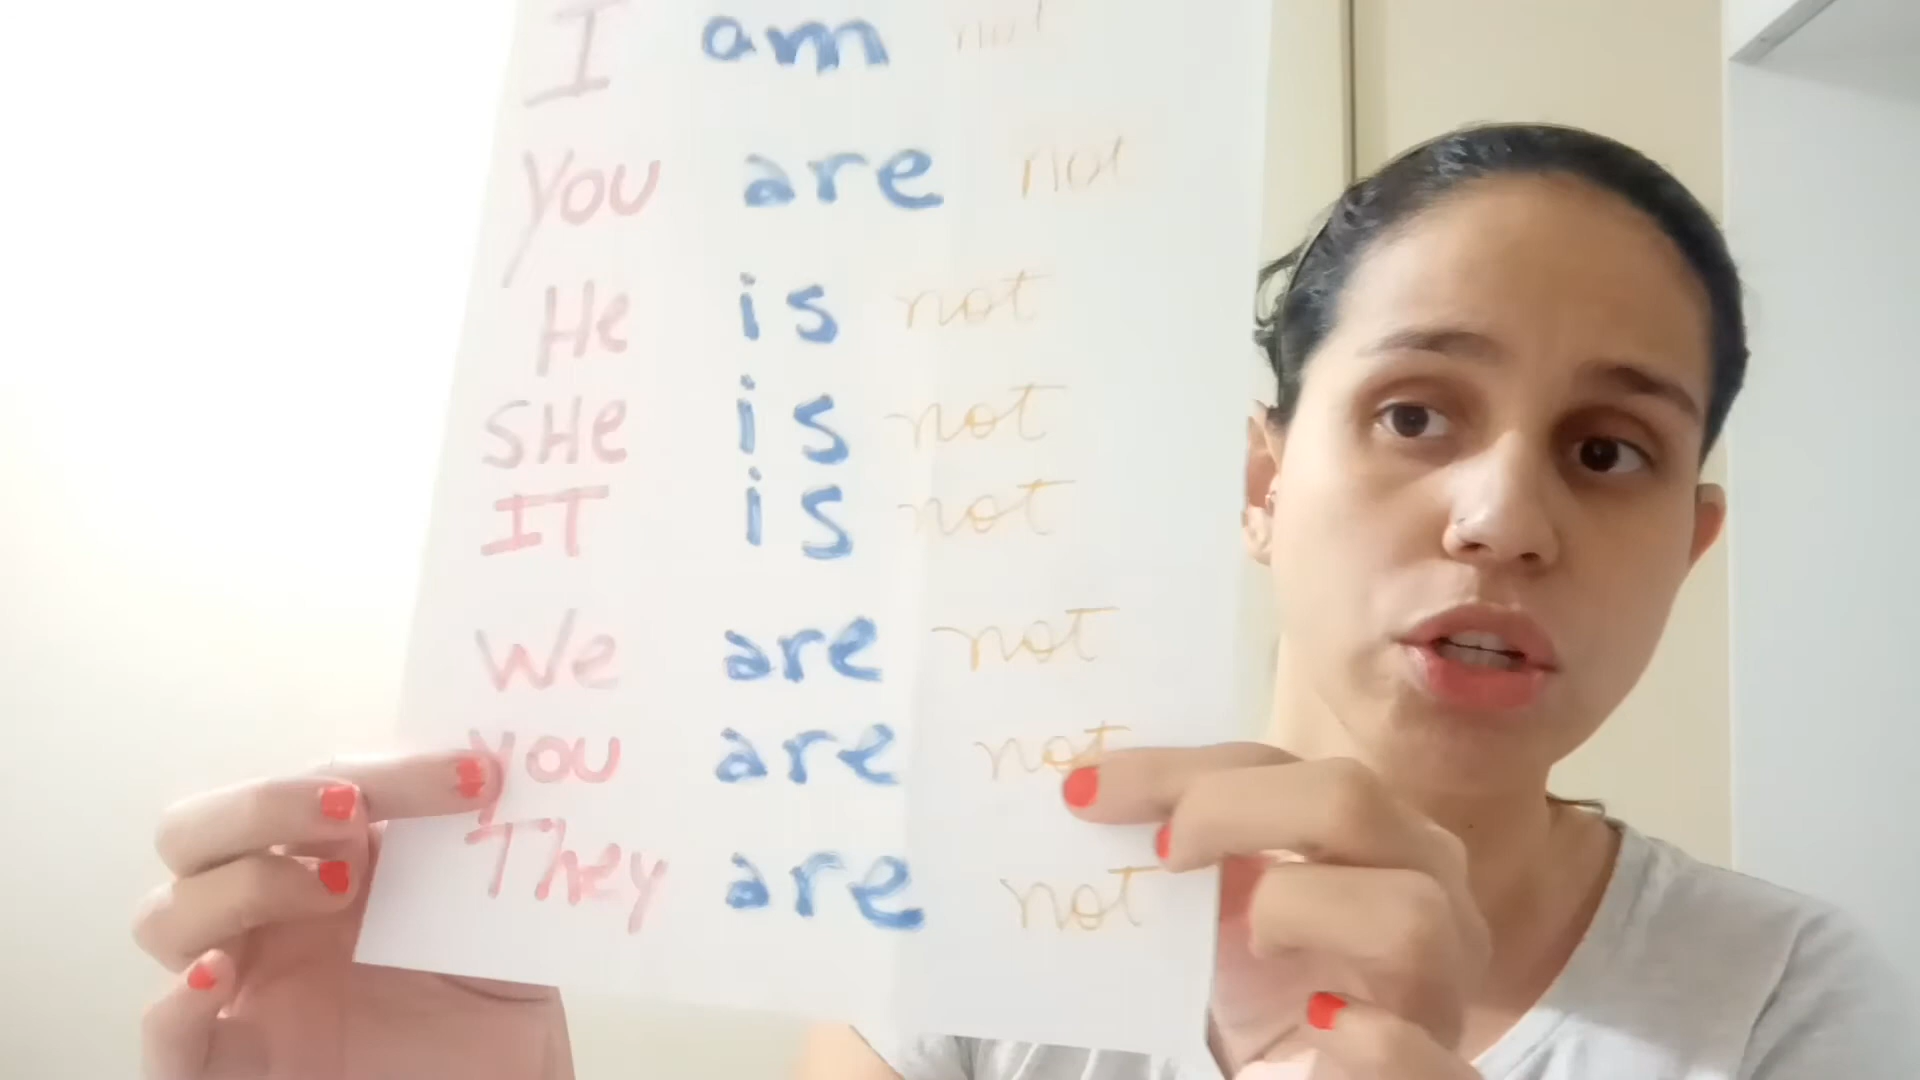 I am not
You are not
He is not
SHe is not
IT is not
We are not
you are not
They are not